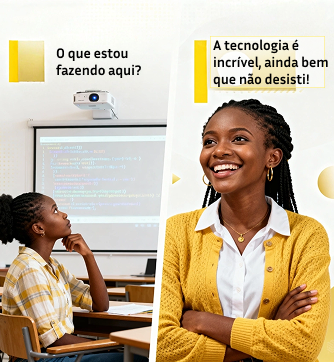 O que estou
fazendo aqui?
A tecnologia é
incrível, ainda bem
que não desisti!